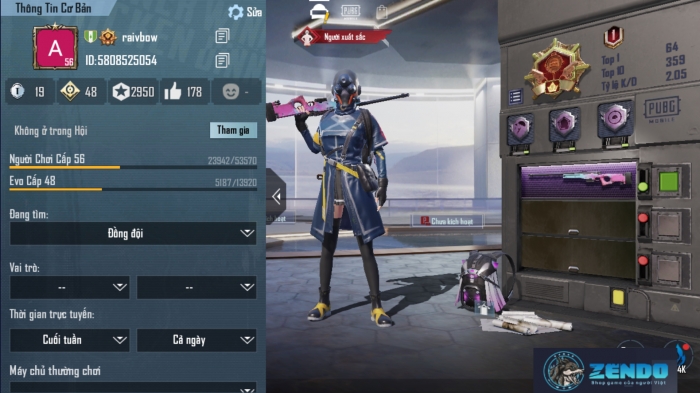 Thông Tin Cơ Bản
Sửa
A
56
raivbow
ID:5808525054
19
48
2950
178
-
Không ở trong Hội
Tham gia
Người Chơi Cấp 56
23942/53570
Evo Cấp 48
5187/13920
Đang tìm:
Đồng đội
Vai trò:
--
--
Thời gian trực tuyến:
Cuối tuần
Cả ngày
Máy chủ thường chơi
PUBG
Người xuất sắc
Chưa kích hoạt
Top 1
64
Top 10
359
Tỷ lệ K/D
2.05
PUBG
MOBILE
ZENDO
Shop game của người Việt
4K